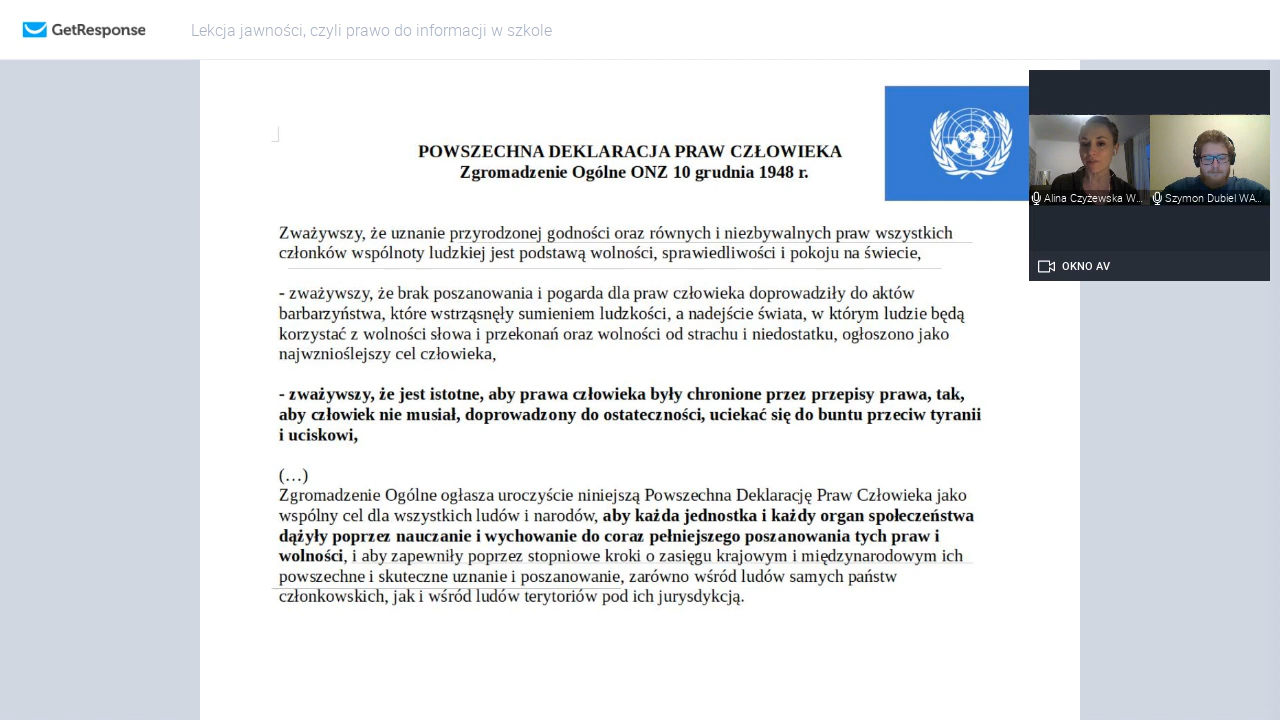 GetResponse
Lekcja jawności, czyli prawo do informacji w szkole
POWSZECHNA DEKLARACJA PRAW CZŁOWIEKA
Zgromadzenie Ogólne ONZ 10 grudnia 1948 r.
Zważywszy, że uznanie przyrodzonej godności oraz równych i niezbywalnych praw wszystkich
członków wspólnoty ludzkiej jest podstawą wolności, sprawiedliwości i pokoju na świecie,
- zważywszy, że brak poszanowania i pogarda dla praw człowieka doprowadziły do aktów
barbarzyństwa, które wstrząsnęły sumieniem ludzkości, a nadejście świata, w którym ludzie będą
korzystać z wolności słowa i przekonań oraz wolności od strachu i niedostatku, ogłoszono jako
najwznioślejszy cel człowieka,
- zważywszy, że jest istotne, aby prawa człowieka były chronione przez przepisy prawa, tak,
aby człowiek nie musiał, doprowadzony do ostateczności, uciekać się do buntu przeciw tyranii
i uciskowi,
(…)
Zgromadzenie Ogólne ogłasza uroczyście niniejszą Powszechna Deklarację Praw Człowieka jako
wspólny cel dla wszystkich ludów i narodów, aby każda jednostka i każdy organ społeczeństwa
dążyły poprzez nauczanie i wychowanie do coraz pełniejszego poszanowania tych praw i
wolności, i aby zapewniły poprzez stopniowe kroki o zasięgu krajowym i międzynarodowym ich
powszechne i skuteczne uznanie i poszanowanie, zarówno wśród ludów samych państw
członkowskich, jak i wśród ludów terytoriów pod ich jurysdykcją.
Alina Czyżewska W...
Szymon Dubiel WA...
OKNO AV